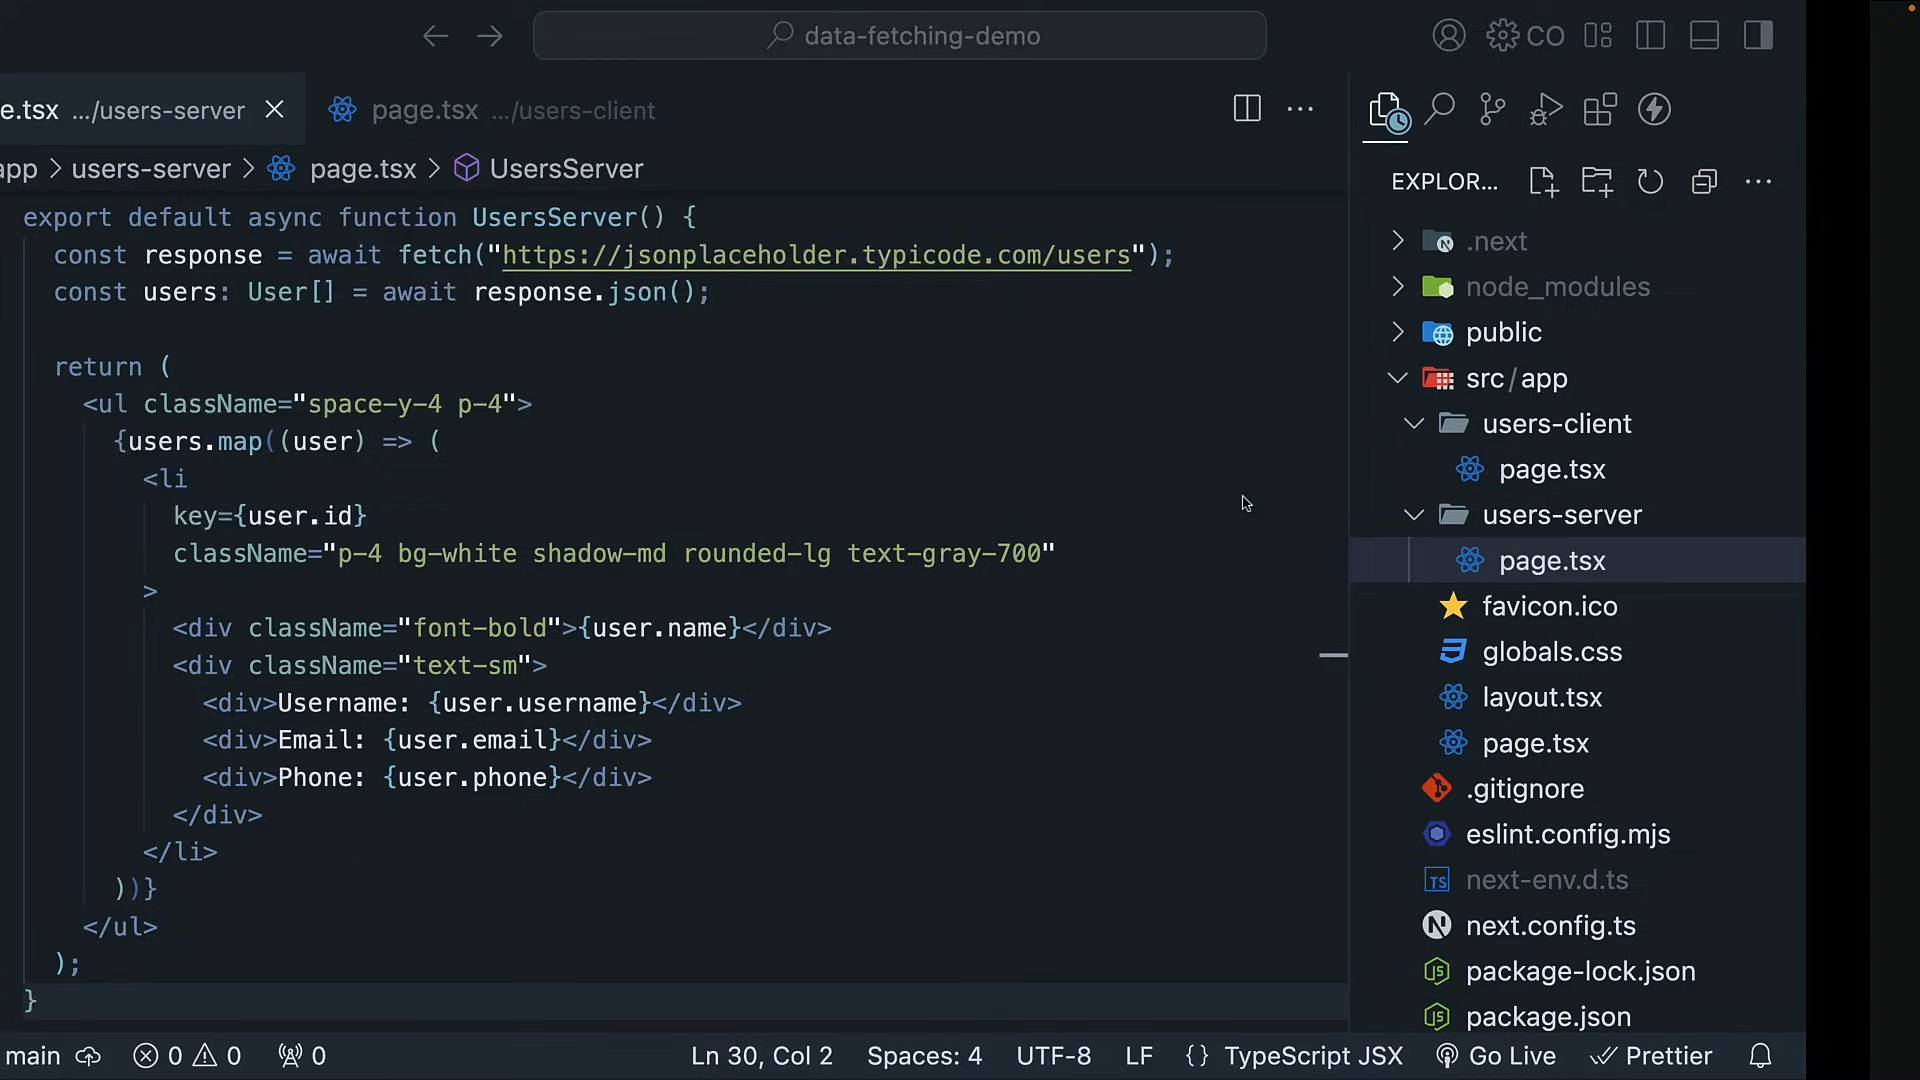 data-fetching-demo
CO
e.tsx .../users-server
page.tsx .../users-client
app > users-server > page.tsx > UsersServer
export default async function UsersServer() {
const response = await fetch("https://jsonplaceholder.typicode.com/users");
const users: User[] = await response.json();
return (
<ul className="space-y-4 p-4">
{users.map((user) => (
<li
key={user.id}
className="p-4 bg-white shadow-md rounded-lg text-gray-700"
>
<div className="font-bold">{user.name}</div>
<div className="text-sm">
<div>Username: {user.username}</div>
<div>Email: {user.email}</div>
<div>Phone: {user.phone}</div>
</div>
</li>
))}
</ul>
);
}
EXPLOR...
.next
node_modules
public
src/app
users-client
page.tsx
users-server
page.tsx
favicon.ico
globals.css
layout.tsx
page.tsx
.gitignore
eslint.config.mjs
TS next-env.d.ts
next.config.ts
package-lock.json
package.json
main 0 0 0 Ln 30, Col 2 Spaces: 4 UTF-8 LF {} TypeScript JSX Go Live Prettier